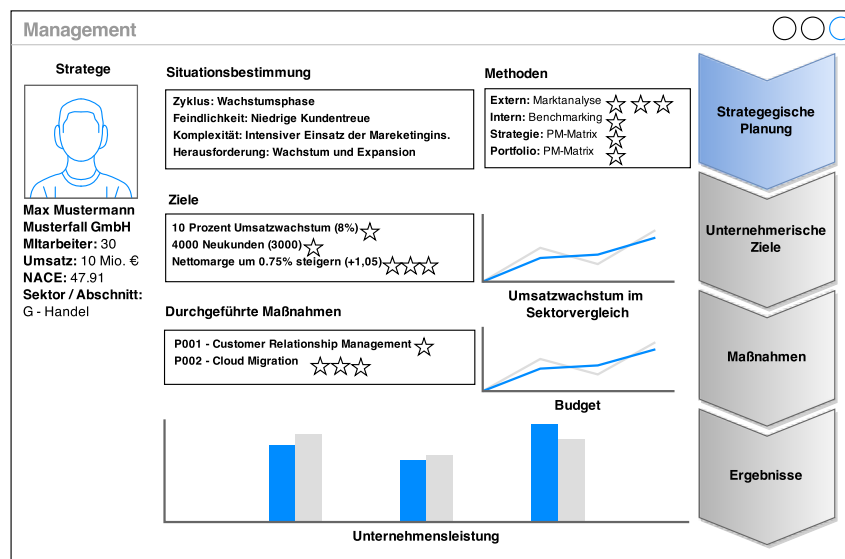 Management
Stratege
Max Mustermann
Musterfall GmbH
MItarbeiter: 30
Umsatz: 10 Mio. €
NACE: 47.91
Sektor / Abschnitt:
G - Handel
Situationsbestimmung
Zyklus: Wachstumsphase
Feindlichkeit: Niedrige Kundentreue
Komplexität: Intensiver Einsatz der Mareketingins.
Herausforderung: Wachstum und Expansion
Methoden
Extern: Marktanalyse
Intern: Benchmarking
Strategie: PM-Matrix
Portfolio: PM-Matrix
Ziele
10 Prozent Umsatzwachstum (8%)
4000 Neukunden (3000)
Nettomarge um 0.75% steigern (+1,05)
Umsatzwachstum im
Sektorvergleich
Durchgeführte Maßnahmen
P001 - Customer Relationship Management
P002 - Cloud Migration
Budget
Unternehmensleistung
Strategegische
Planung
Unternehmerische
Ziele
Maßnahmen
Ergebnisse